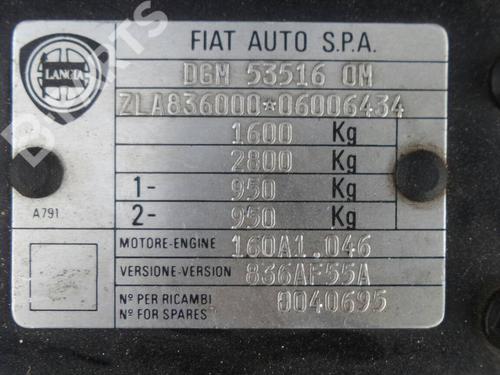 LANCIA
FIAT AUTO S.P.A.
DGM 53516 OM
ZLA836000*06006434
1600 Kg
2800 Kg
1- 950 Kg
2- 950 Kg
A791
MOTORE-ENGINE 160A1.046
VERSIONE-VERSION 836AF55A
Nº PER RICAMBI
Nº FOR SPARES 0040695